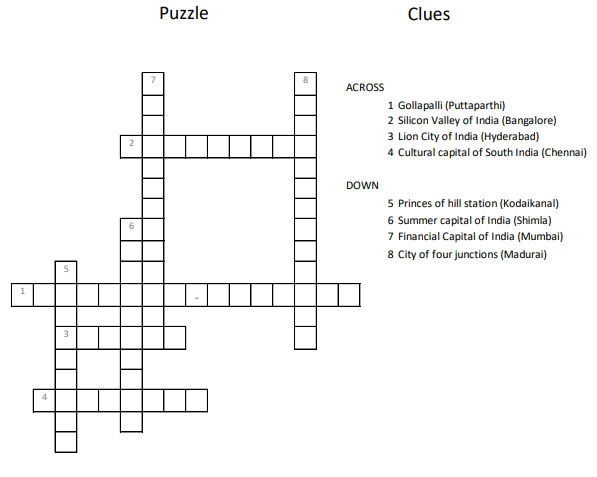 Puzzle
Clues
7
8
2
6
5
1
-
3
4
ACROSS
1 Gollapalli (Puttaparthi)
2 Silicon Valley of India (Bangalore)
3 Lion City of India (Hyderabad)
4 Cultural capital of South India (Chennai)
DOWN
5 Princes of hill station (Kodaikanal)
6 Summer capital of India (Shimla)
7 Financial Capital of India (Mumbai)
8 City of four junctions (Madurai)